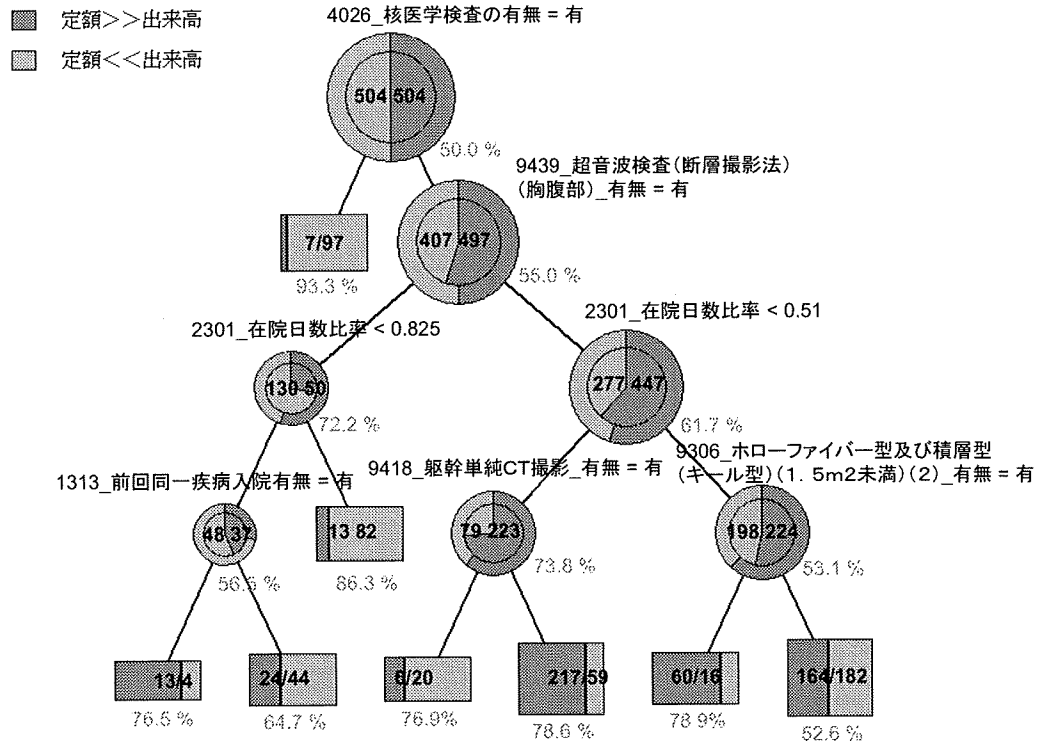 定額>>出来高
定額<<出来高
4026_核医学検査の有無 = 有
504 504
50.0 %
9439_超音波検査(断層撮影法)
(胸腹部)_有無 = 有
7/97
93.3 %
407 497
55.0 %
2301_在院日数比率 < 0.825
2301_在院日数比率 < 0.51
130 50
72.2 %
277 447
61.7 %
1313_前回同一疾病入院有無 = 有
9418_躯幹単純CT撮影_有無 = 有
9306_ホローファイバー型及び積層型
(キール型)(1.5m2未満)(2)_有無 = 有
48 37
56.5 %
13 82
86.3 %
79 223
73.8 %
198 224
53.1 %
13/4
76.5 %
24/44
64.7 %
6/20
76.9%
217/59
78.6 %
60/16
78.9%
164/182
52.6 %